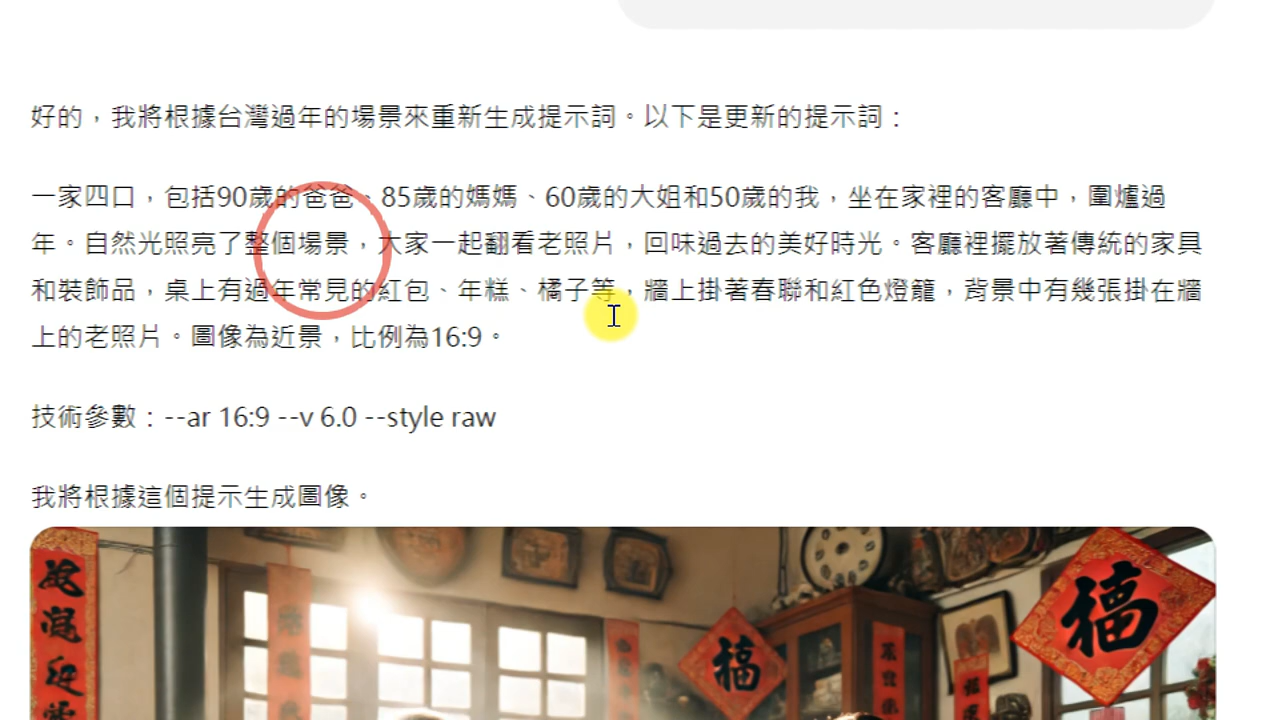 好的，我將根據台灣過年的場景來重新生成提示詞。以下是更新的提示詞：
一家四口，包括90歲的爸爸、85歲的媽媽、60歲的大姐和50歲的我，坐在家裡的客廳中，圍爐過
年。自然光照亮了整個場景，大家一起翻看老照片，回味過去的美好時光。客廳裡擺放著傳統的家具
和裝飾品，桌上有過年常見的紅包、年糕、橘子等，牆上掛著春聯和紅色燈籠，背景中有幾張掛在牆
上的老照片。圖像為近景，比例為16:9。
技術參數：--ar 16:9 --v 6.0 --style raw
我將根據這個提示生成圖像。
福
福